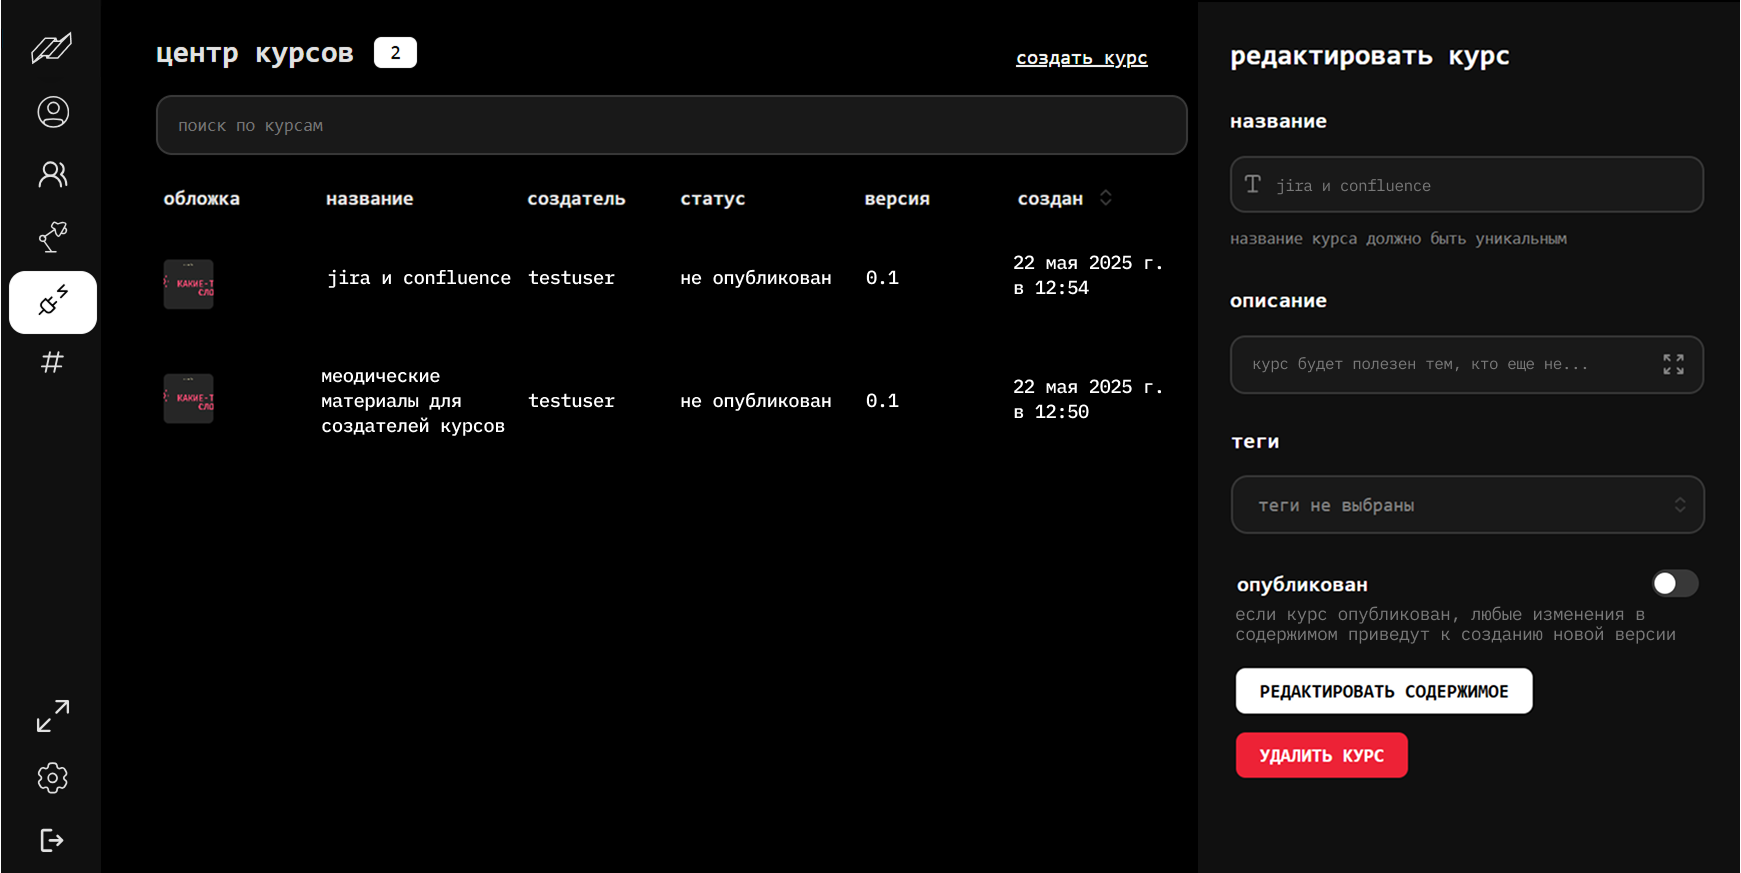 центр курсов 2
создать курс
поиск по курсам
обложка название создатель статус версия создан
КАКИЕ-Т
СЛО
jira и confluence testuser не опубликован 0.1
22 мая 2025 г.
в 12:54
КАКИЕ-Т
СЛО
меодические
материалы для
создателей курсов
testuser не опубликован 0.1
22 мая 2025 г.
в 12:50
редактировать курс
название
jira и confluence
название курса должно быть уникальным
описание
курс будет полезен тем, кто еще не...
теги
теги не выбраны
опубликован
если курс опубликован, любые изменения в
содержимом приведут к созданию новой версии
РЕДАКТИРОВАТЬ СОДЕРЖИМОЕ
УДАЛИТЬ КУРС